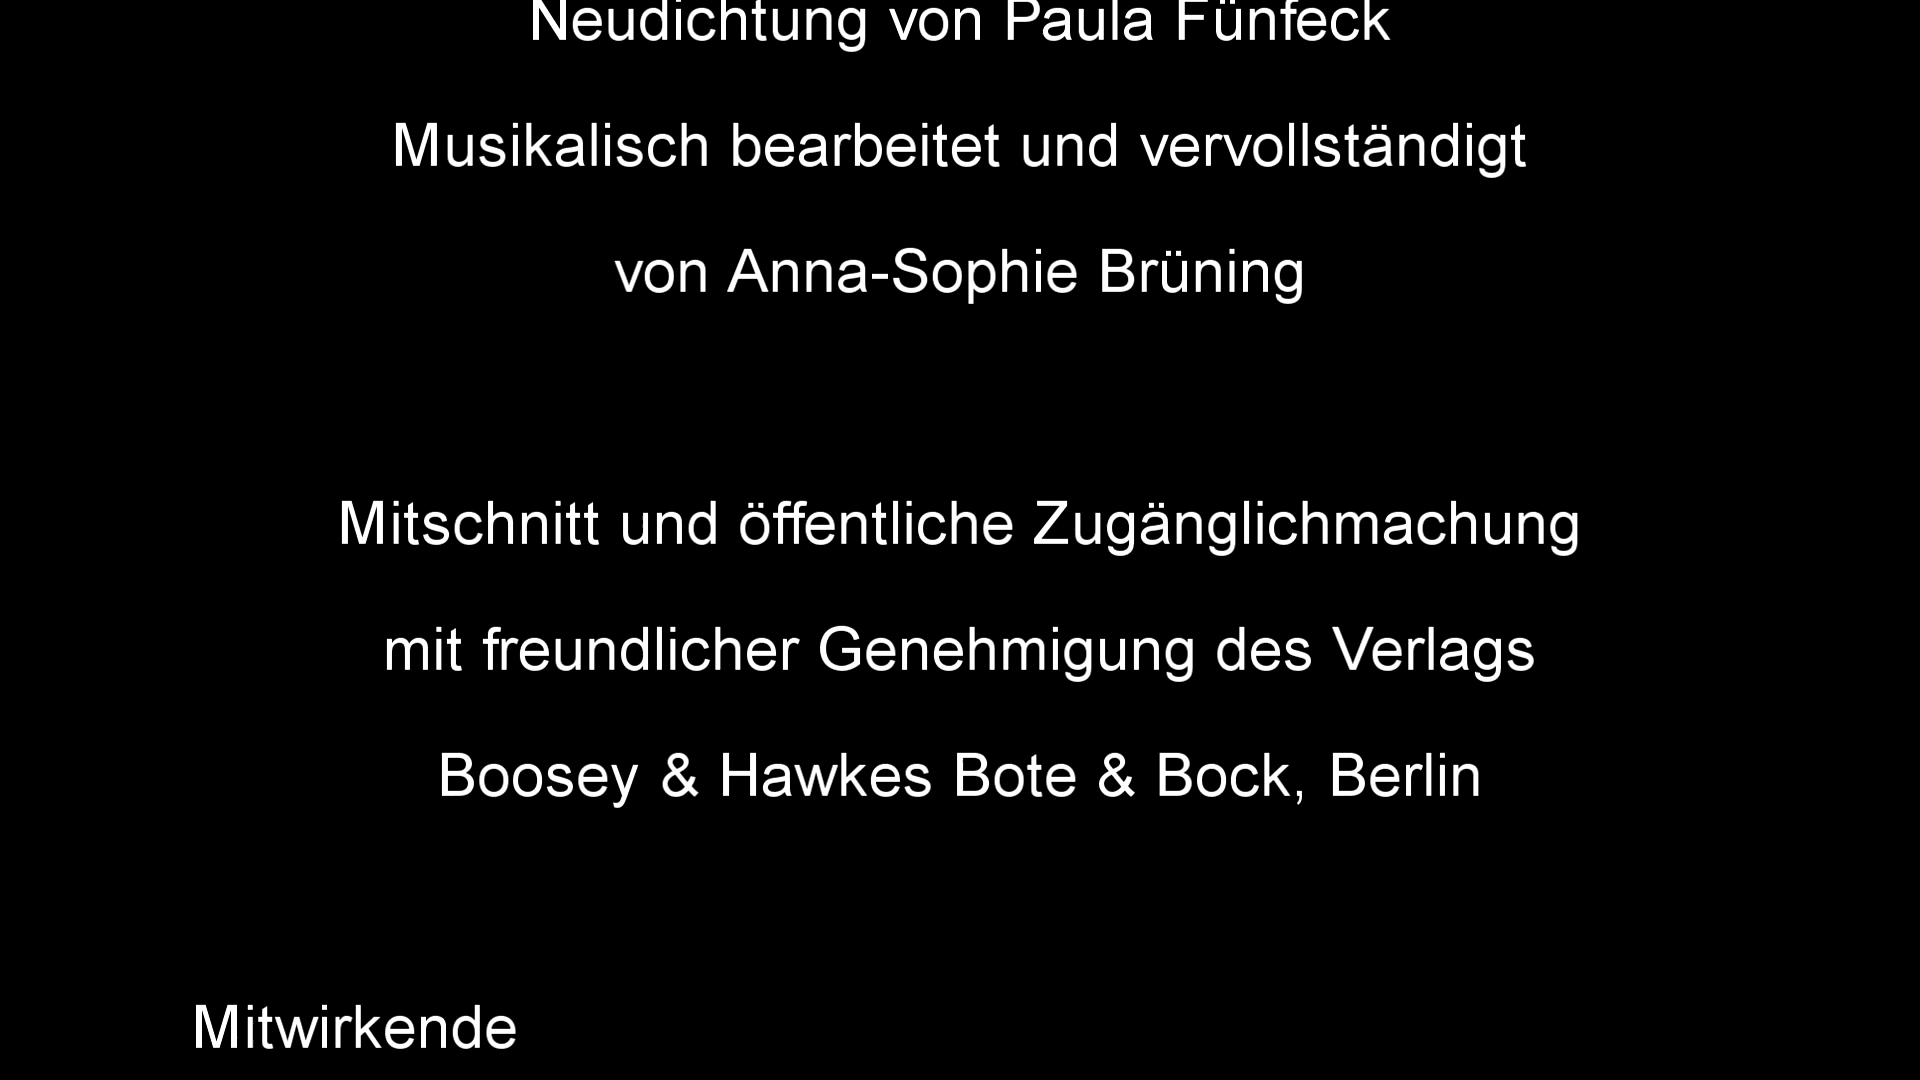 Neudichtung von Paula Fünfeck
Musikalisch bearbeitet und vervollständigt
von Anna-Sophie Brüning
Mitschnitt und öffentliche Zugänglichmachung
mit freundlicher Genehmigung des Verlags
Boosey & Hawkes Bote & Bock, Berlin
Mitwirkende